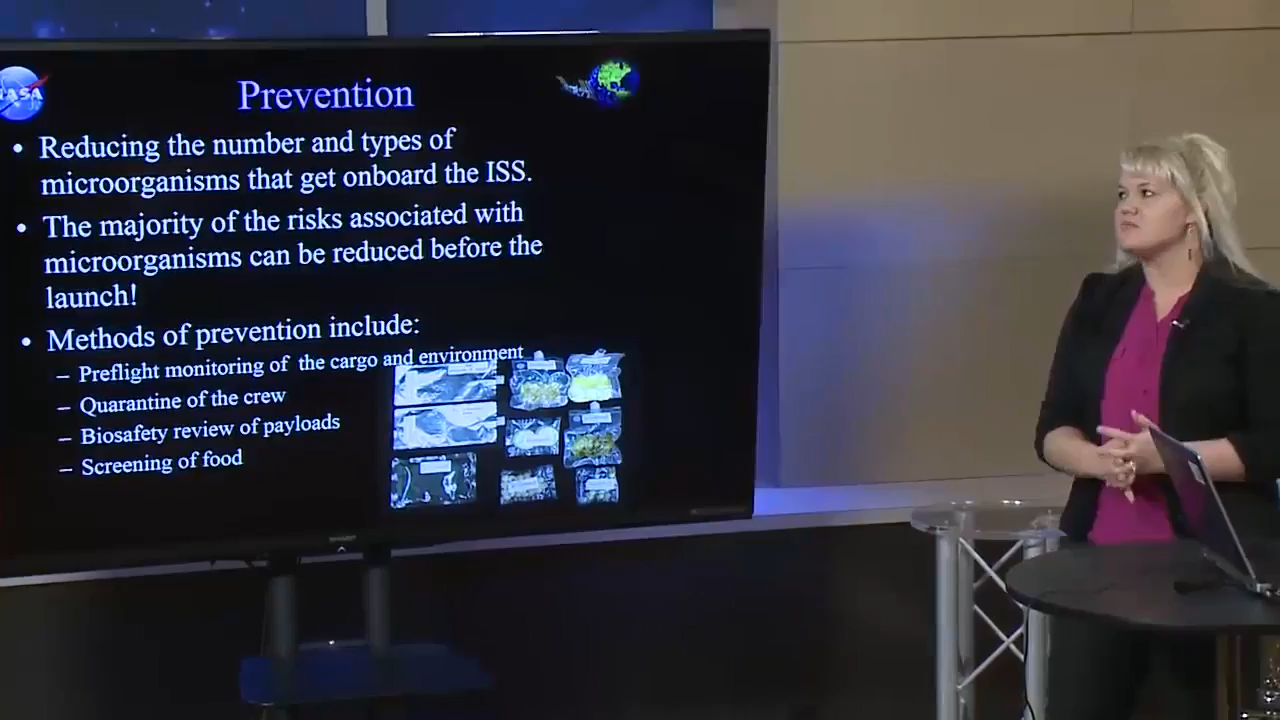 NASA
Prevention
• Reducing the number and types of
microorganisms that get onboard the ISS.
• The majority of the risks associated with
microorganisms can be reduced before the
launch!
• Methods of prevention include:
– Preflight monitoring of the cargo and environment
– Quarantine of the crew
– Biosafety review of payloads
– Screening of food
SHARP